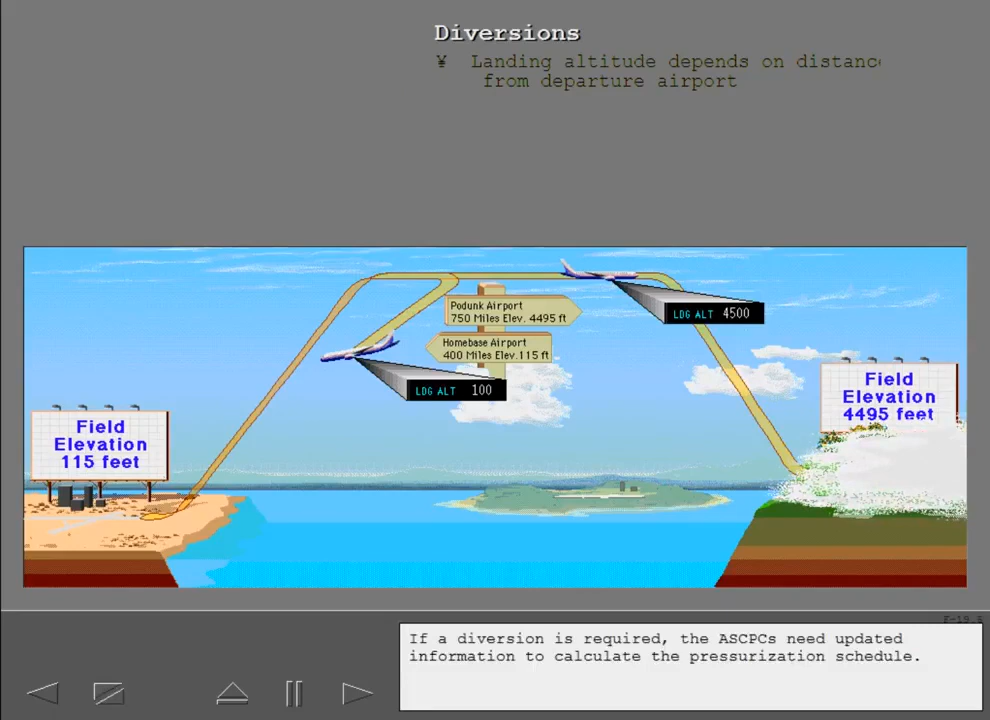 Diversions
¥ Landing altitude depends on distanc
from departure airport
Podunk Airport
750 Miles Elev. 4495 ft
LDG ALT 4500
Homebase Airport
400 Miles Elev.115 ft
LDG ALT 100
Field
Elevation
4495 feet
Field
Elevation
115 feet
If a diversion is required, the ASCPCs need updated
information to calculate the pressurization schedule.